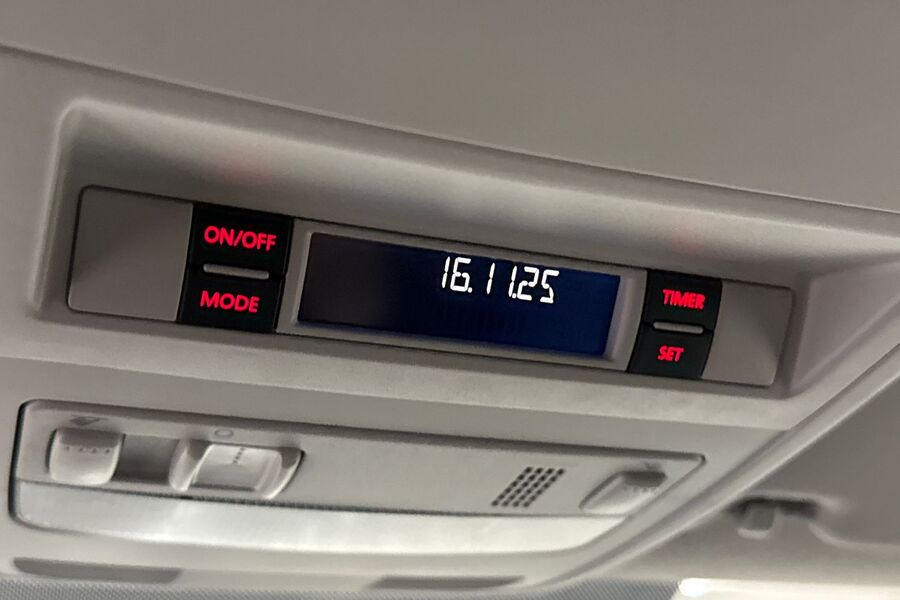 ON/OFF
MODE
16.11.25
TIMER
SET